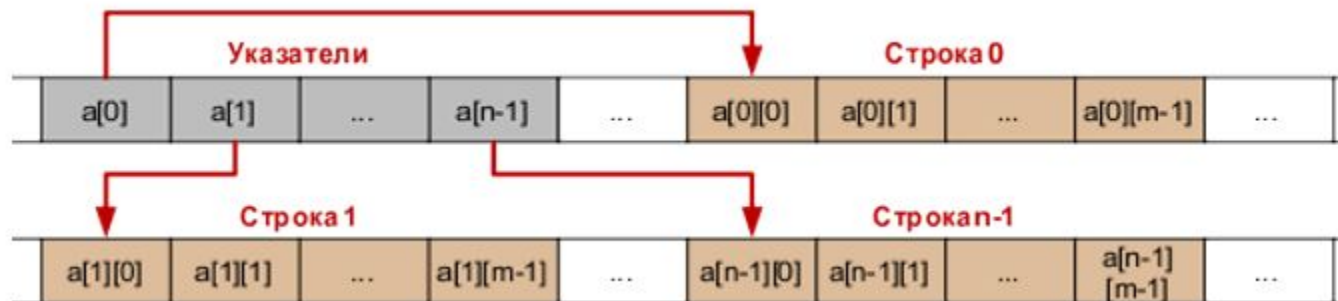 Указатели Строка 0
a[0] a[1] ... a[n-1] ... a[0][0] a[0][1] ... a[0][m-1] ...
Строка 1 Строка n-1
a[1][0] a[1][1] ... a[1][m-1] ... a[n-1][0] a[n-1][1] ... a[n-1] ...
[m-1]